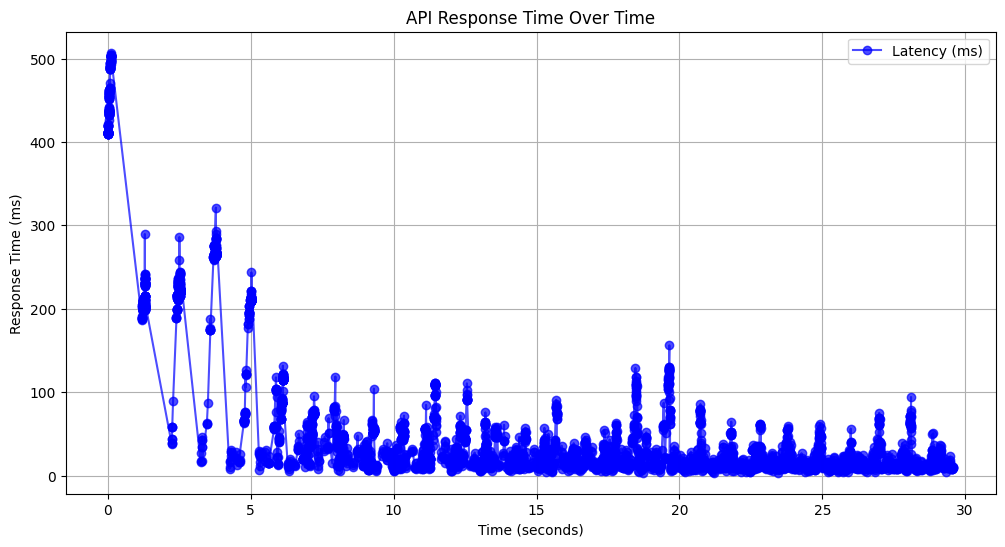 API Response Time Over Time
Latency (ms)
Response Time (ms)
500
400
300
200
100
0
0 5 10 15 20 25 30
Time (seconds)